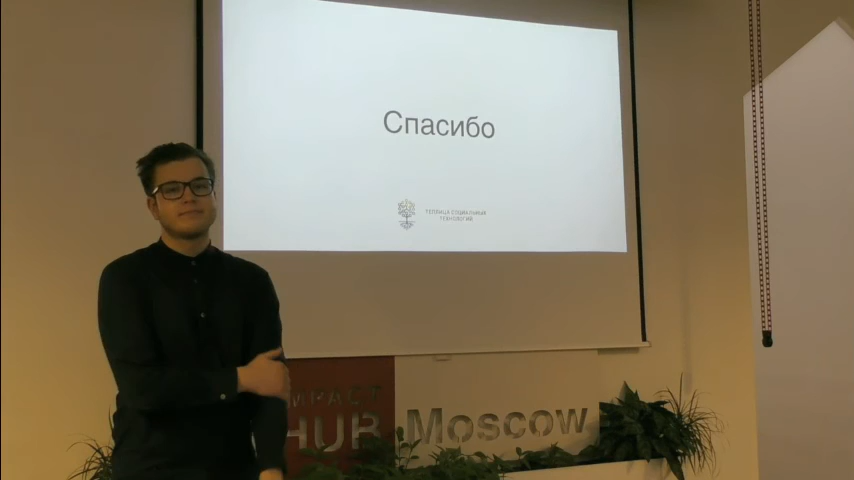 Спасибо
ТЕПЛИЦА СОЦИАЛЬНЫХ
ТЕХНОЛОГИЙ
IMPACT
HUB Moscow